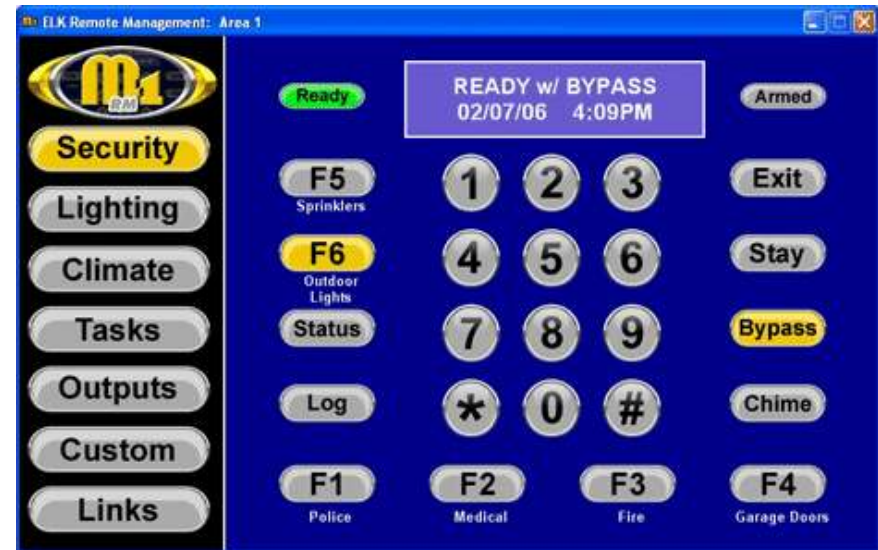 ELK Remote Management: Area 1
M1
RM
Security
Lighting
Climate
Tasks
Outputs
Custom
Links
Ready
READY w/ BYPASS
02/07/06 4:09PM
Armed
F5
Sprinklers
1 2 3
Exit
F6
Outdoor
Lights
4 5 6
Stay
Status
7 8 9
Bypass
Log
* 0 #
Chime
F1
Police
F2
Medical
F3
Fire
F4
Garage Doors